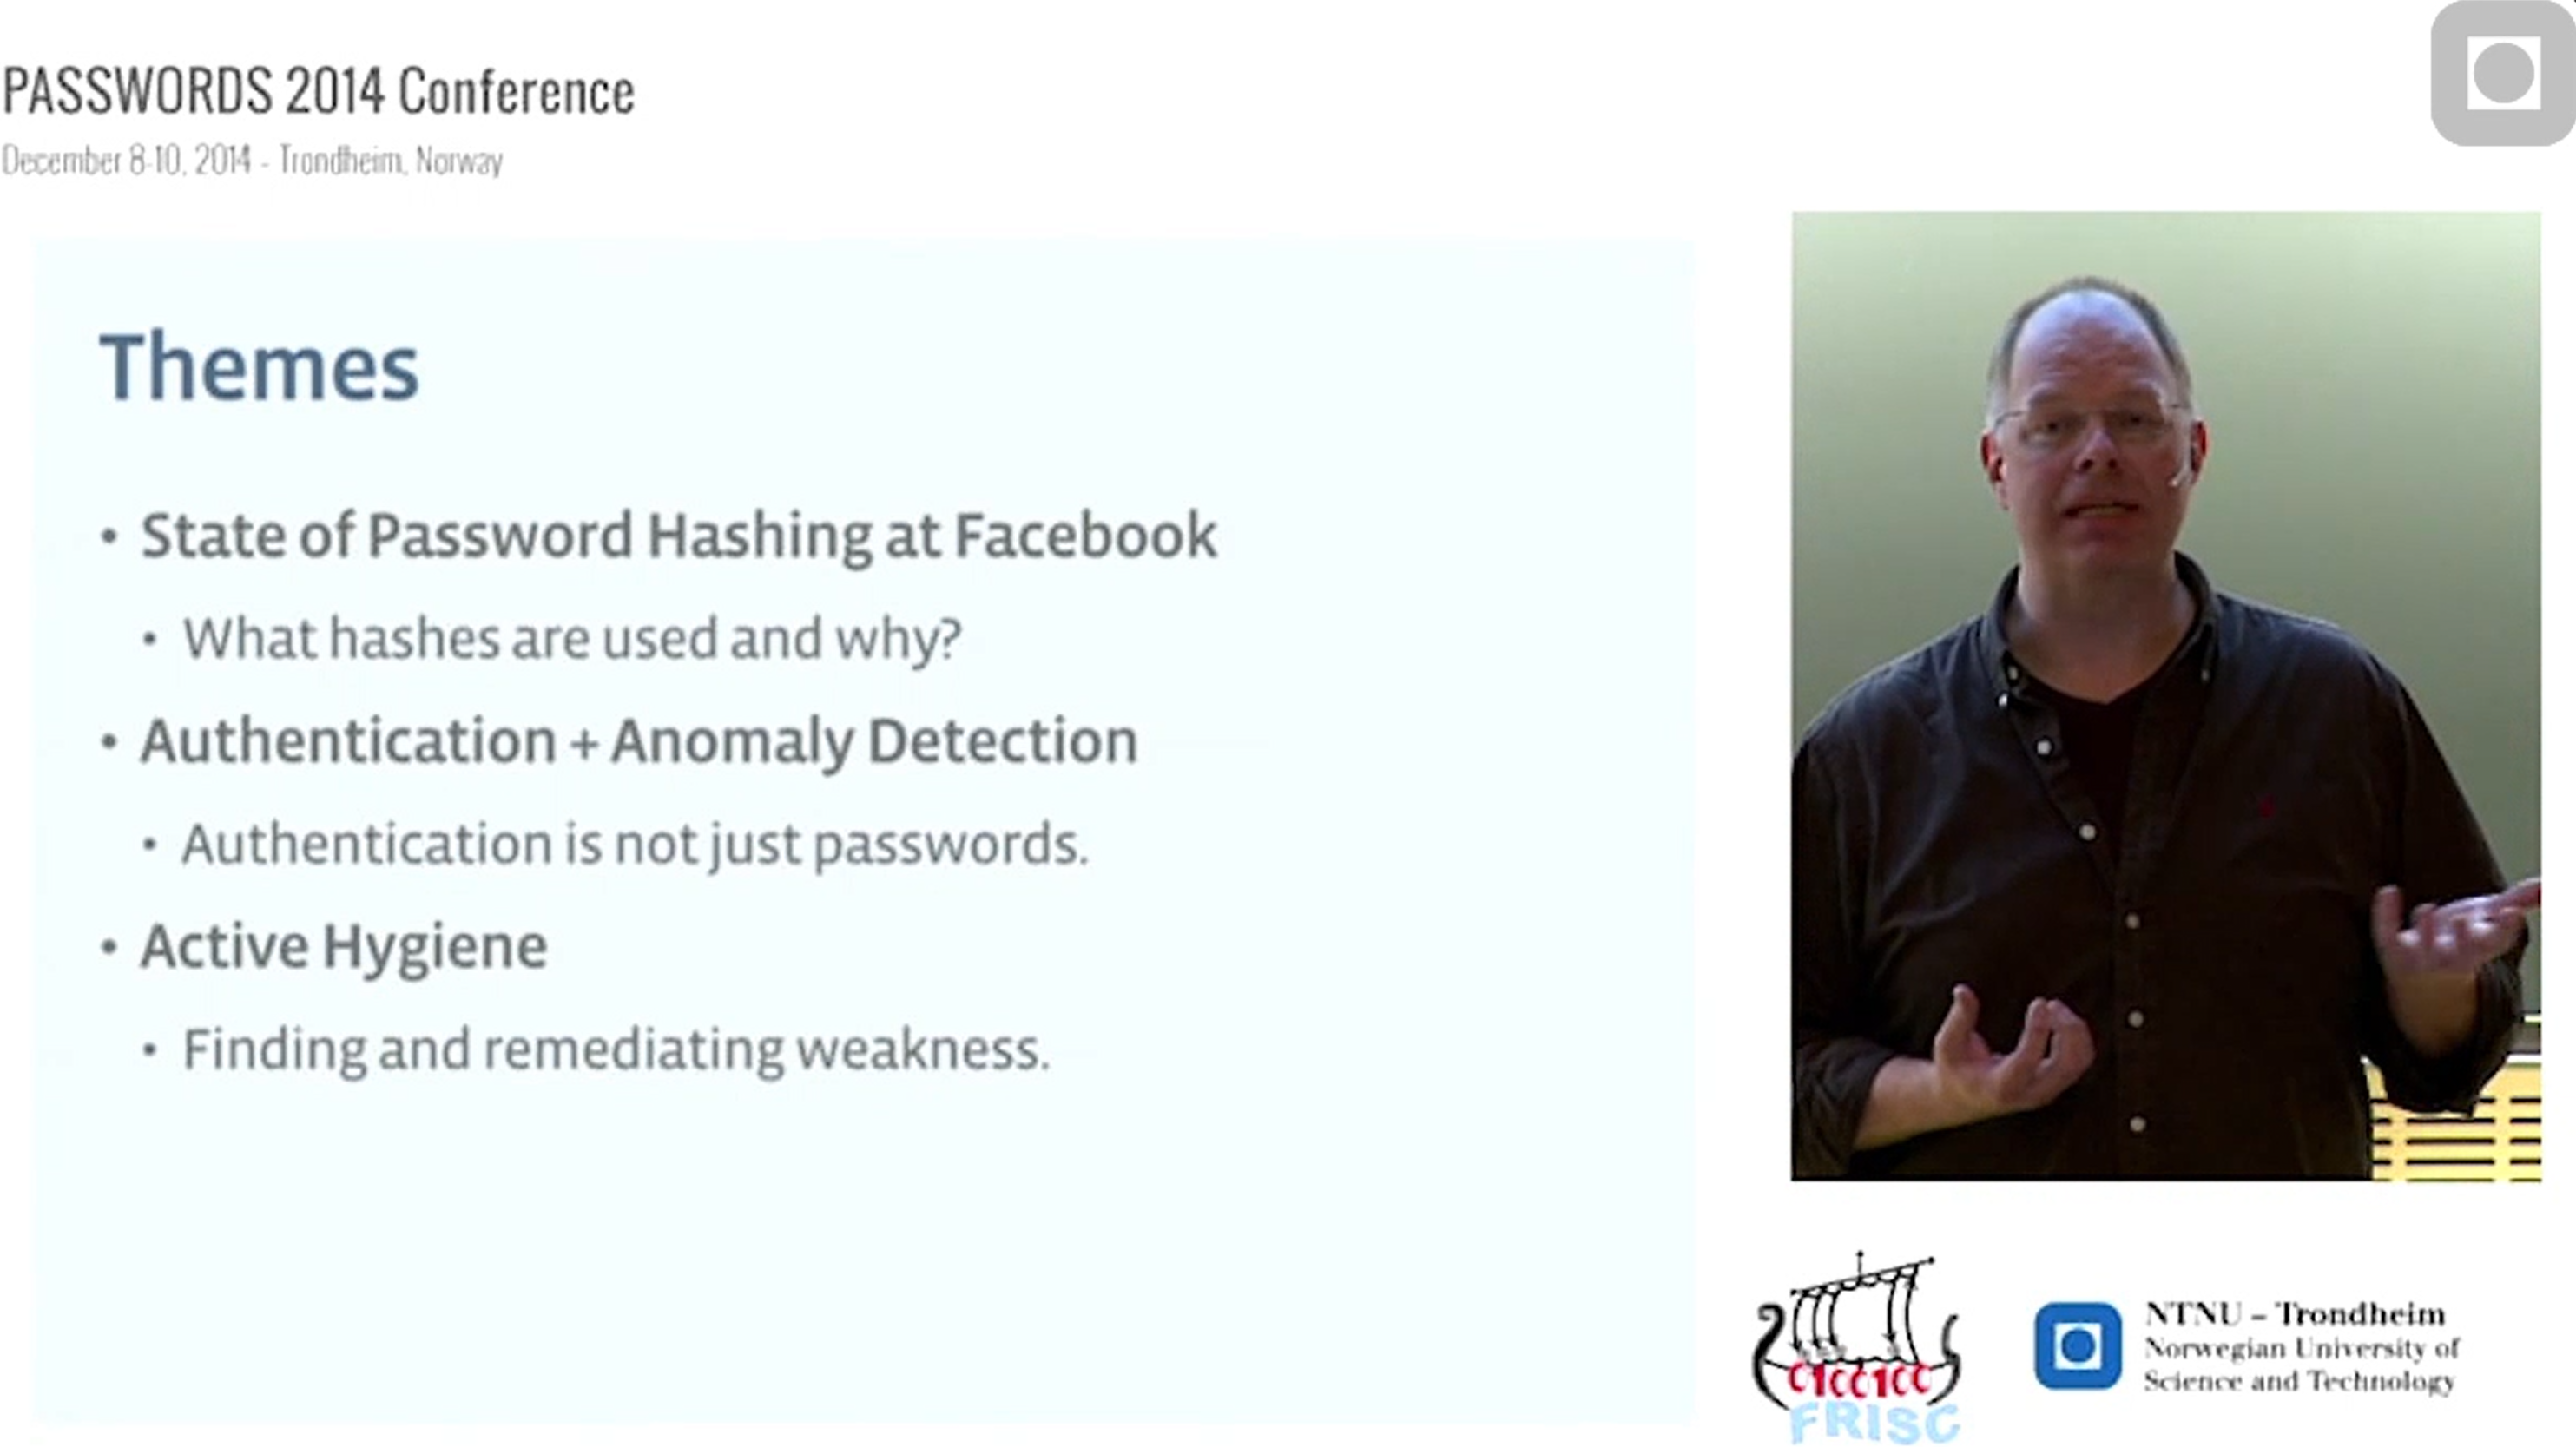 PASSWORDS 2014 Conference
December 8-10, 2014 - Trondheim, Norway
Themes
• State of Password Hashing at Facebook
• What hashes are used and why?
• Authentication + Anomaly Detection
• Authentication is not just passwords.
• Active Hygiene
• Finding and remediating weakness.
FRISC
NTNU – Trondheim
Norwegian University of
Science and Technology